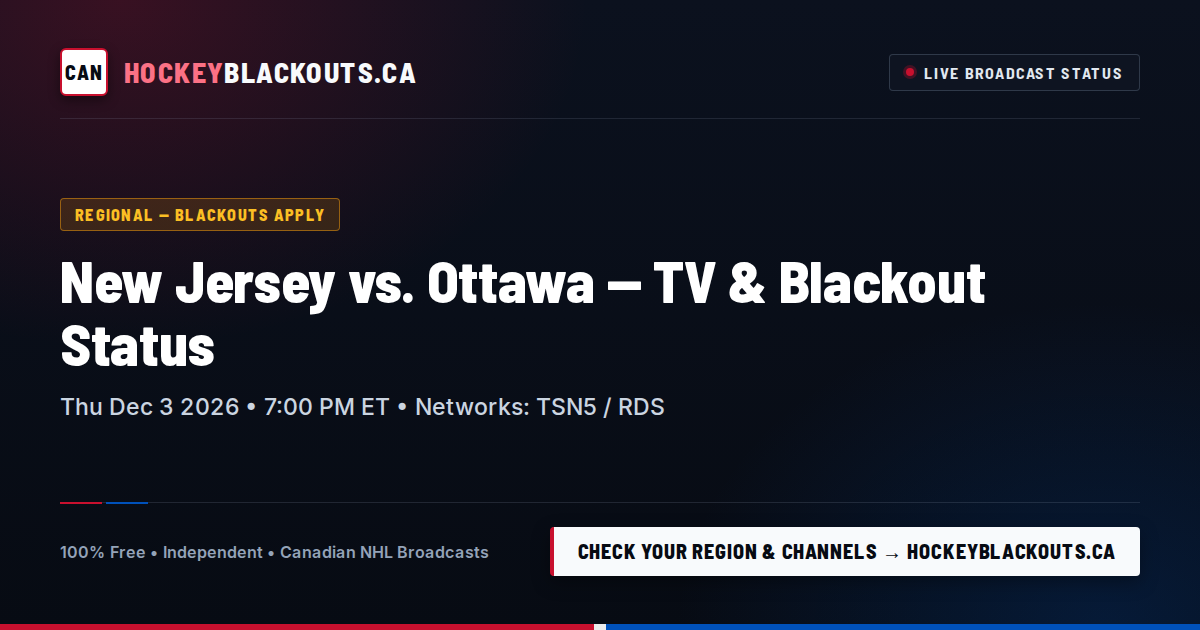 CAN HOCKEYBLACKOUTS.CA
LIVE BROADCAST STATUS
REGIONAL — BLACKOUTS APPLY
New Jersey vs. Ottawa — TV & Blackout
Status
Thu Dec 3 2026 • 7:00 PM ET • Networks: TSN5 / RDS
100% Free • Independent • Canadian NHL Broadcasts
CHECK YOUR REGION & CHANNELS → HOCKEYBLACKOUTS.CA